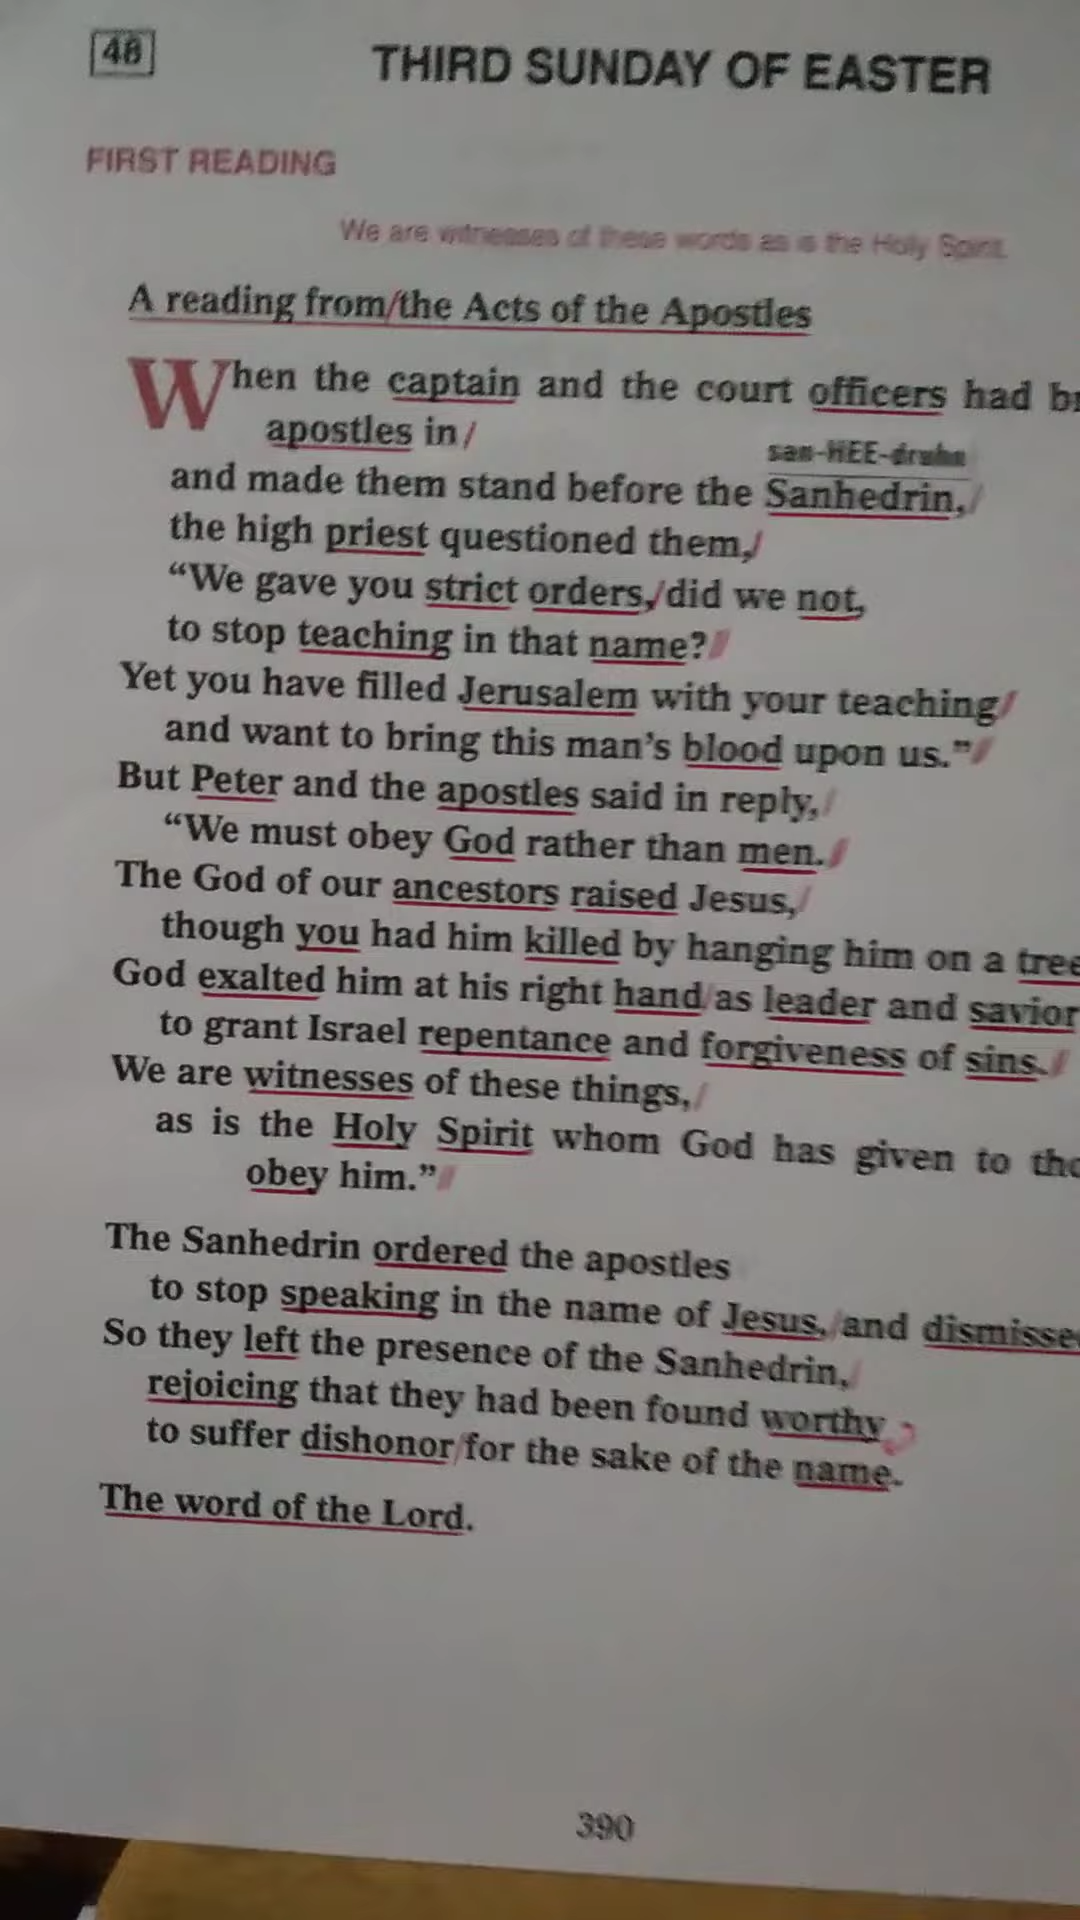 48
THIRD SUNDAY OF EASTER
FIRST READING
We are witnesses of these words as is the Holy Spirit.
A reading from/the Acts of the Apostles
When the captain and the court officers had
apostles in/
san-HEE-druhn
and made them stand before the Sanhedrin,/
the high priest questioned them,/
“We gave you strict orders,/did we not,
to stop teaching in that name?//
Yet you have filled Jerusalem with your teaching/
and want to bring this man’s blood upon us.”//
But Peter and the apostles said in reply,/
“We must obey God rather than men.//
The God of our ancestors raised Jesus,/
though you had him killed by hanging him on a tree
God exalted him at his right hand/as leader and savior
to grant Israel repentance and forgiveness of sins.//
We are witnesses of these things,/
as is the Holy Spirit whom God has given to
obey him.”//
The Sanhedrin ordered the apostles
to stop speaking in the name of Jesus,/and
So they left the presence of the Sanhedrin,/
rejoicing that they had been found worthy
to suffer dishonor/for the sake of the name.
The word of the Lord.
390